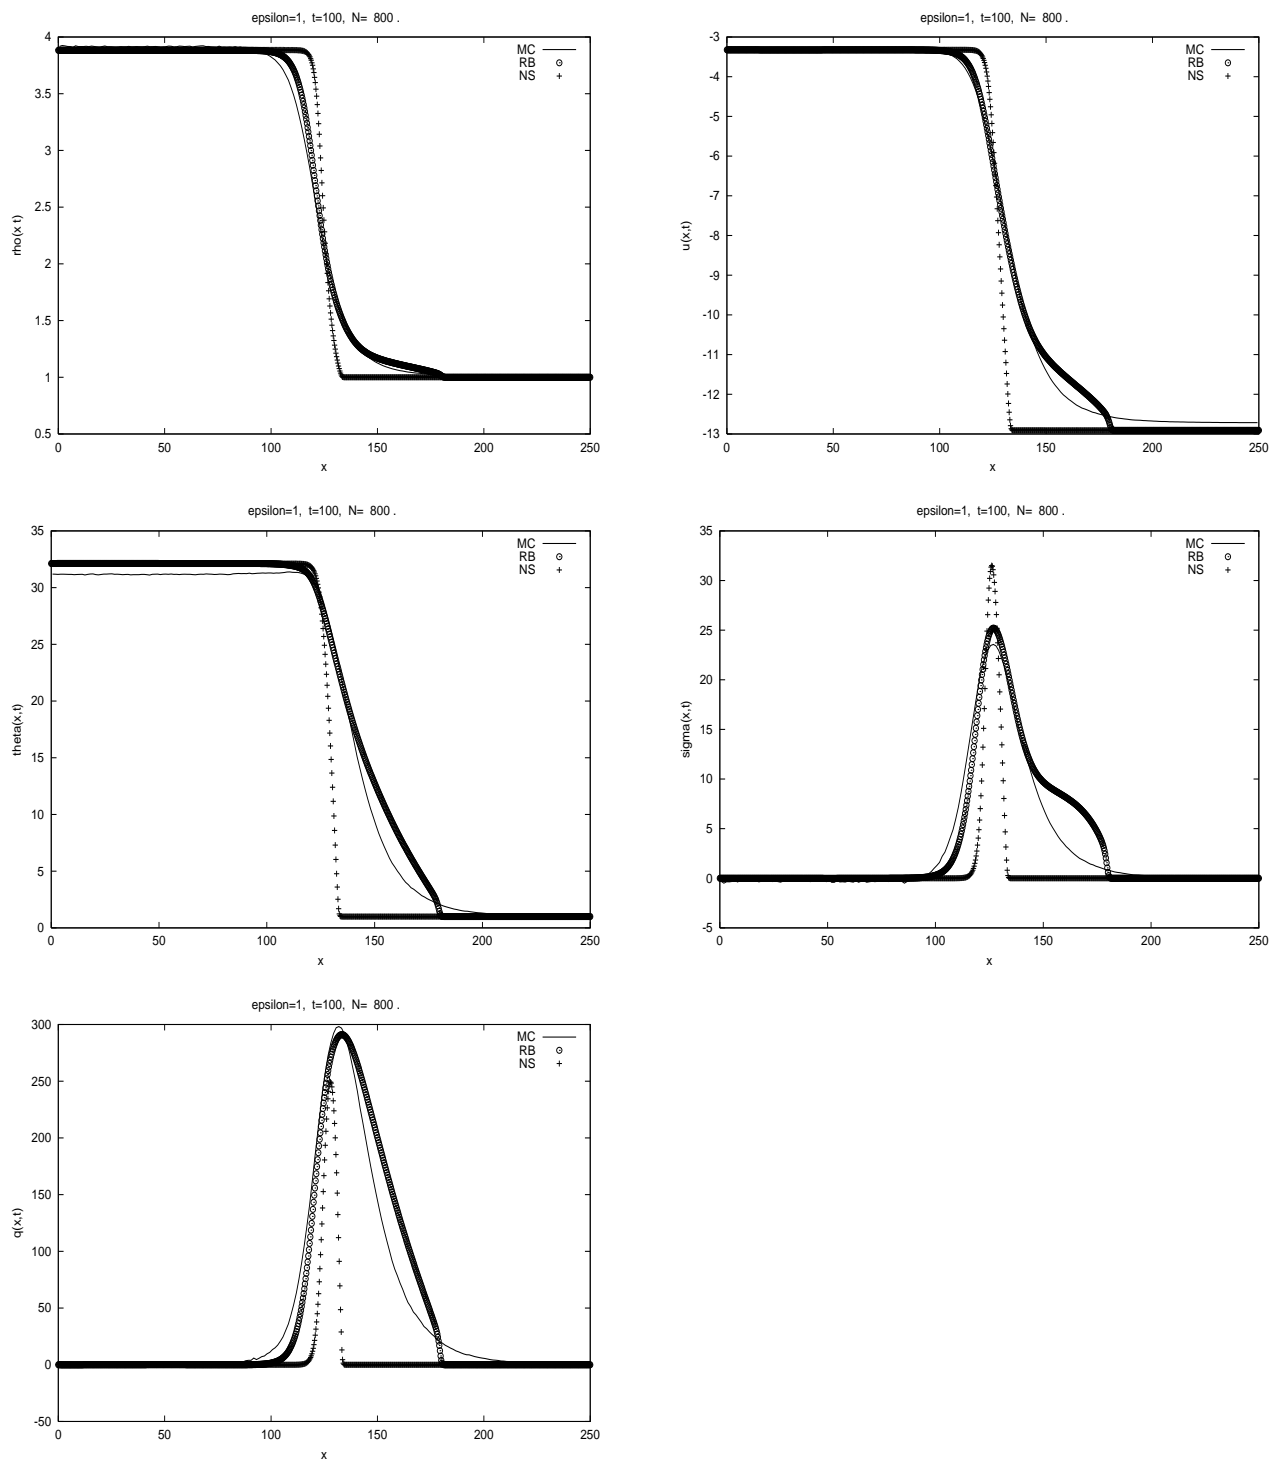 epsilon=1, t=100, N= 800 .
4
3.5
3
2.5
2
1.5
1
0.5
0 50 100 150 200 250
rho(x t)
x
MC
RB
NS
epsilon=1, t=100, N= 800 .
-3
-4
-5
-6
-7
-8
-9
-10
-11
-12
-13
0 50 100 150 200 250
u(x,t)
x
MC
RB
NS
epsilon=1, t=100, N= 800 .
35
30
25
20
15
10
5
0
0 50 100 150 200 250
theta(x,t)
x
MC
RB
NS
epsilon=1, t=100, N= 800 .
35
30
25
20
15
10
5
0
-5
0 50 100 150 200 250
sigma(x,t)
x
MC
RB
NS
epsilon=1, t=100, N= 800 .
300
250
200
150
100
50
0
-50
0 50 100 150 200 250
q(x,t)
x
MC
RB
NS